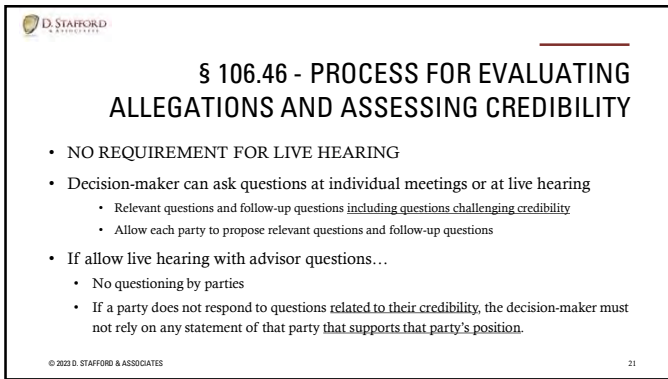 D. STAFFORD
& ASSOCIATES
§ 106.46 - PROCESS FOR EVALUATING
ALLEGATIONS AND ASSESSING CREDIBILITY
• NO REQUIREMENT FOR LIVE HEARING
• Decision-maker can ask questions at individual meetings or at live hearing
• Relevant questions and follow-up questions including questions challenging credibility
• Allow each party to propose relevant questions and follow-up questions
• If allow live hearing with advisor questions…
• No questioning by parties
• If a party does not respond to questions related to their credibility, the decision-maker must
not rely on any statement of that party that supports that party's position.
© 2023 D. STAFFORD & ASSOCIATES
21